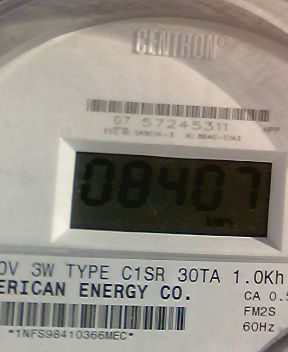 CENTRON®
07 57245311
HPP
08407
kWh
0V 3W TYPE C1SR 30TA 1.0Kh
ERICAN ENERGY CO.
CA 0.5
FM2S
60Hz
*1NFS98410366MEC*